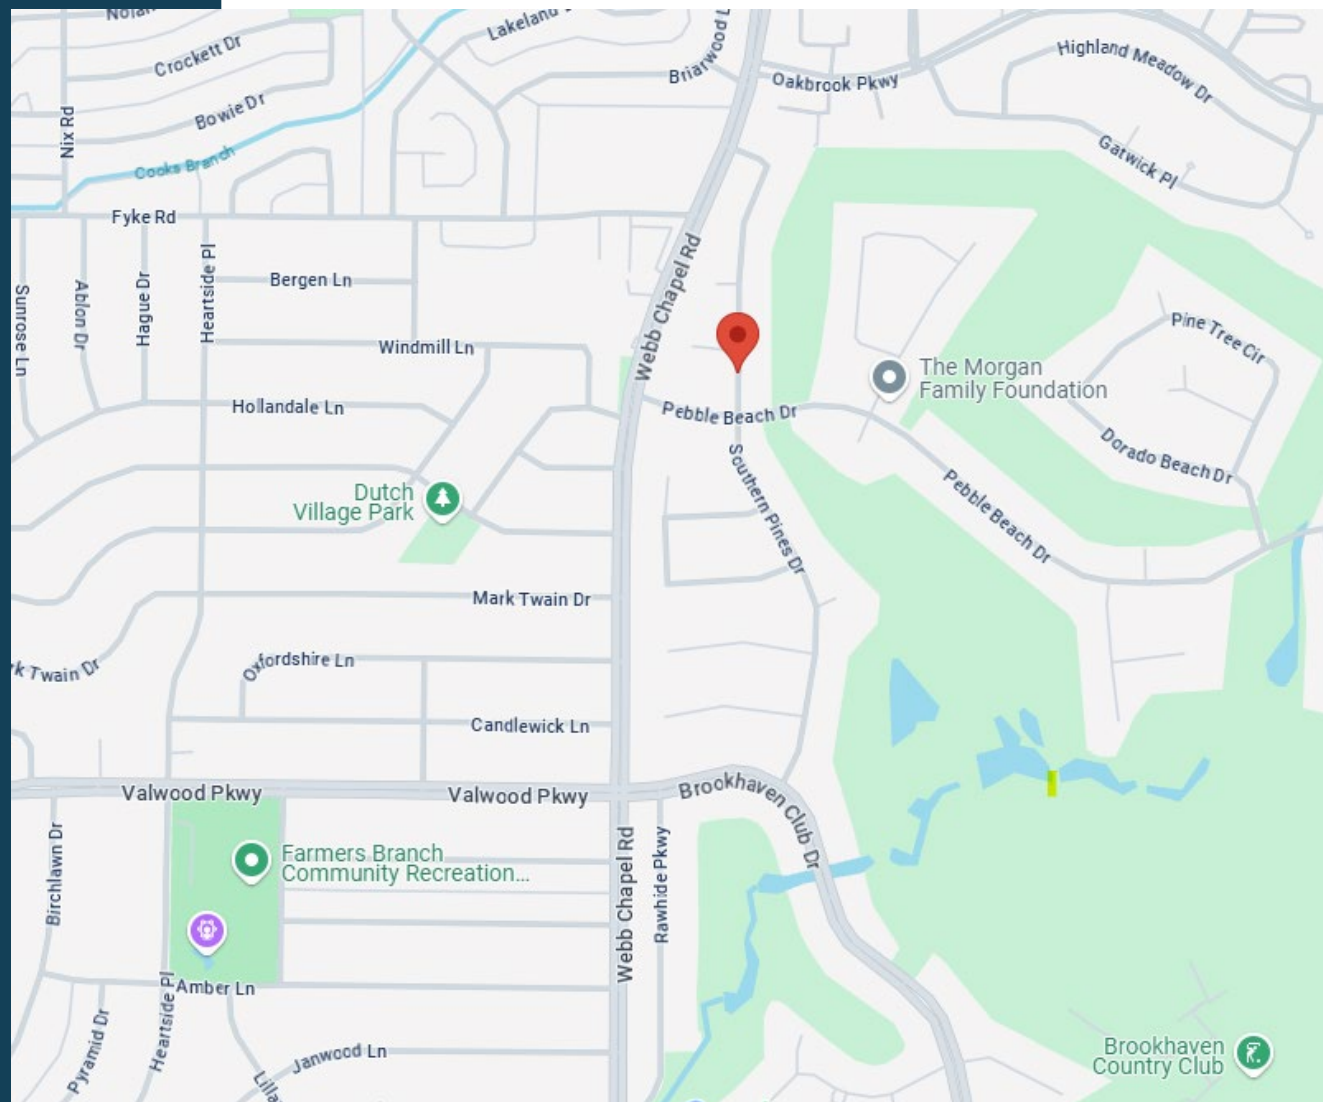 Lakeland
Crockett Dr
Highland Meadow Dr
Briarwood L
Oakbrook Pkwy
Bowie Dr
Nix Rd
Cooks Branch
Gatwick Pl
Fyke Rd
Webb Chapel Rd
Heartside Pl
Bergen Ln
Sunrose Ln
Ablon Dr
Hague Dr
Windmill Ln
Pine Tree Cir
The Morgan
Family Foundation
Hollandale Ln
Pebble Beach Dr
Dorado Beach Dr
Southern Pines Dr
Pebble Beach Dr
Dutch
Village Park
Mark Twain Dr
rk Twain Dr
Oxfordshire Ln
Candlewick Ln
Valwood Pkwy
Valwood Pkwy
Brookhaven Club Dr
Birchlawn Dr
Farmers Branch
Community Recreation...
Webb Chapel Rd
Rawhide Pkwy
Heartside Pl
Amber Ln
Pyramid Dr
Janwood Ln
Lilla
Brookhaven
Country Club